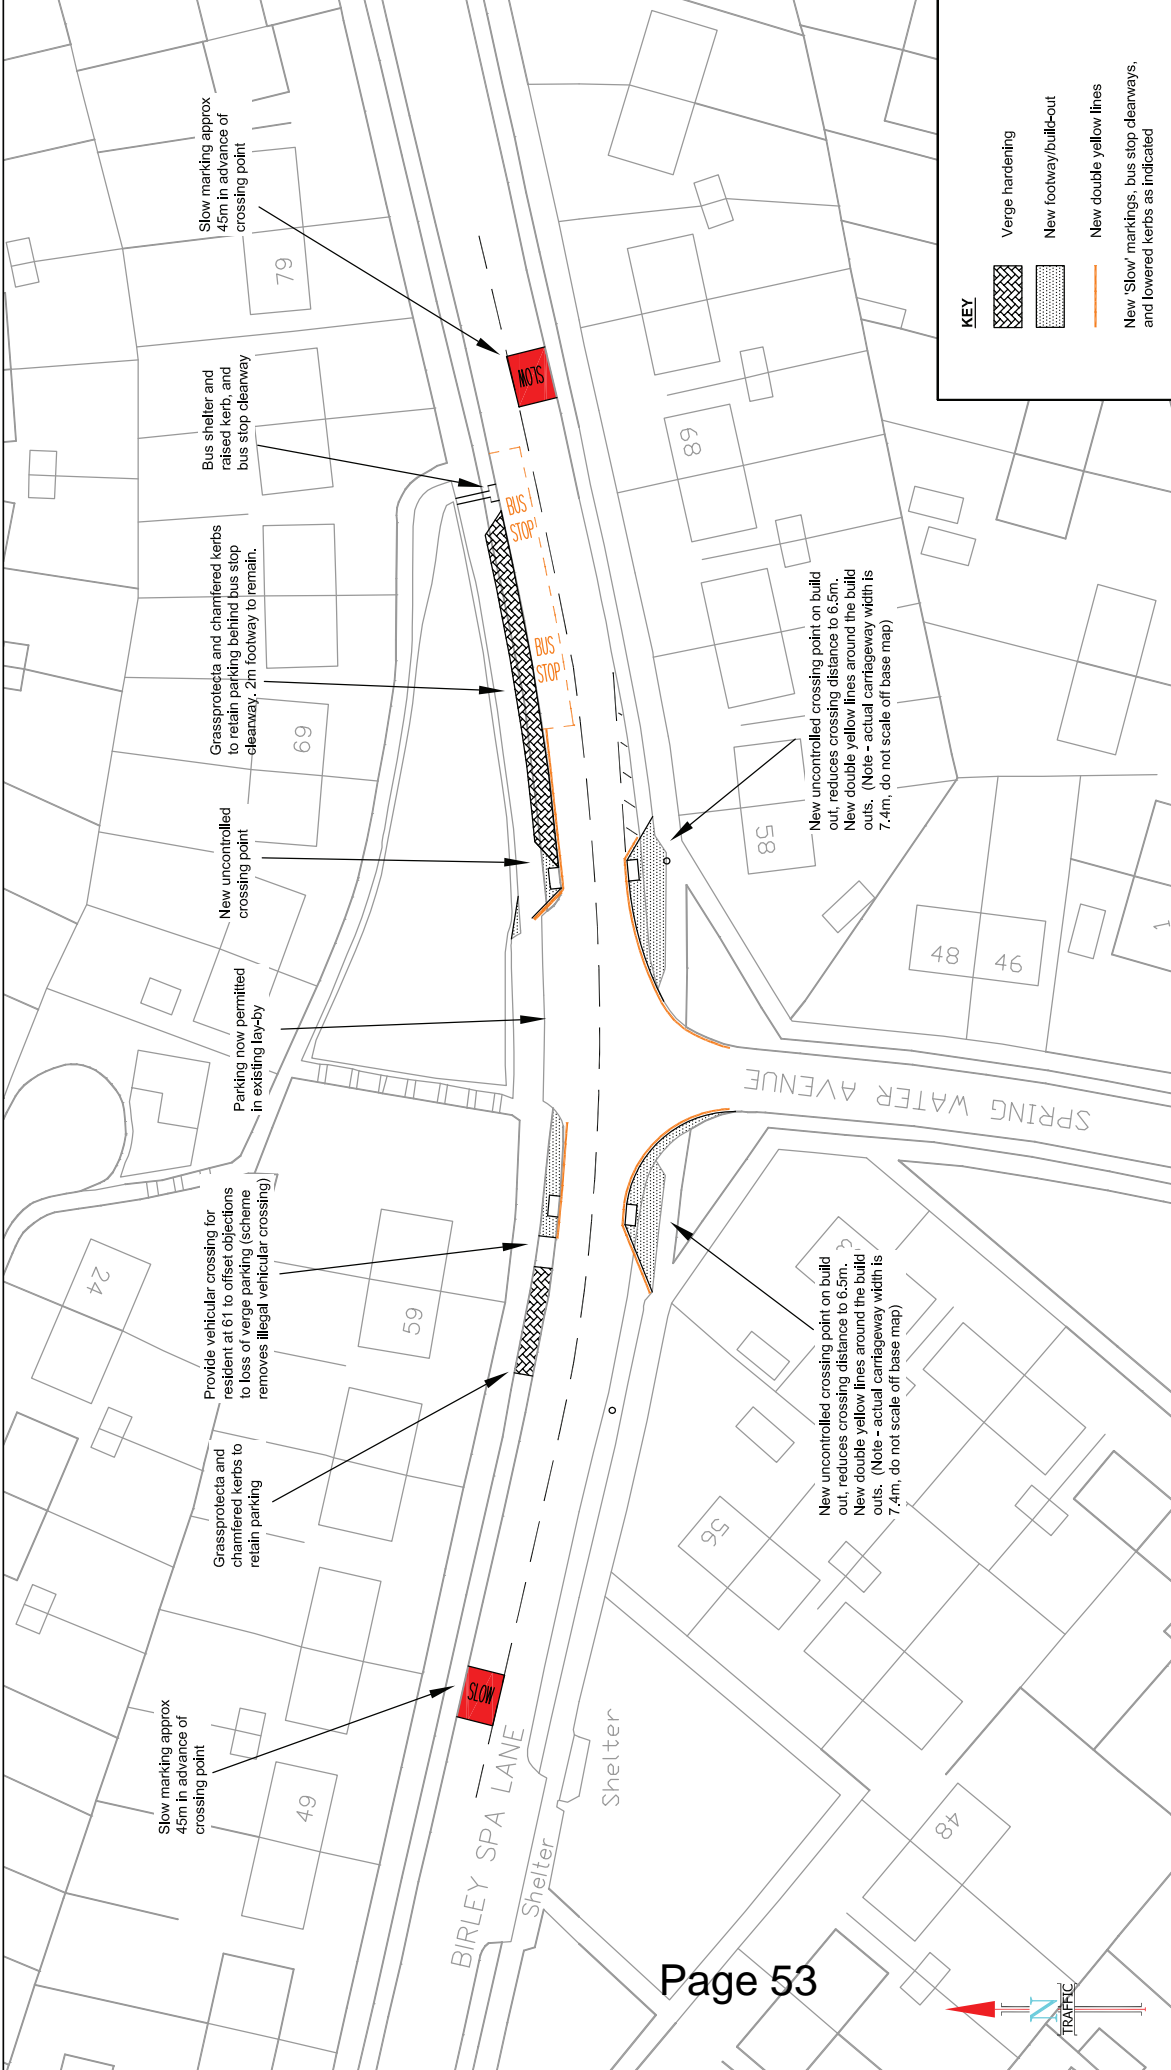 Slow marking approx
45m in advance of
crossing point
Grassprotecta and
chamfered kerbs to
retain parking
Provide vehicular crossing for
resident at 61 to offset objections
to loss of verge parking (scheme
removes illegal vehicular crossing)
Parking now permitted
in existing lay-by
New uncontrolled
crossing point
Grassprotecta and chamfered kerbs
to retain parking behind bus stop
clearway. 2m footway to remain.
Bus shelter and
raised kerb, and
bus stop clearway
Slow marking approx
45m in advance of
crossing point
49
24
59
69
79
SLOW
BUS
STOP
BUS
STOP
SLOW
BIRLEY SPA LANE
Shelter
Shelter
SPRING WATER AVENUE
56
48
58
68
48
46
1
New uncontrolled crossing point on build
out, reduces crossing distance to 6.5m.
New double yellow lines around the build
outs. (Note - actual carriageway width is
7.4m, do not scale off base map)
New uncontrolled crossing point on build
out, reduces crossing distance to 6.5m.
New double yellow lines around the build
outs. (Note - actual carriageway width is
7.4m, do not scale off base map)
KEY
Verge hardening
New footway/build-out
New double yellow lines
New 'Slow' markings, bus stop clearways,
and lowered kerbs as indicated
N
TRAFFIC
Page 53